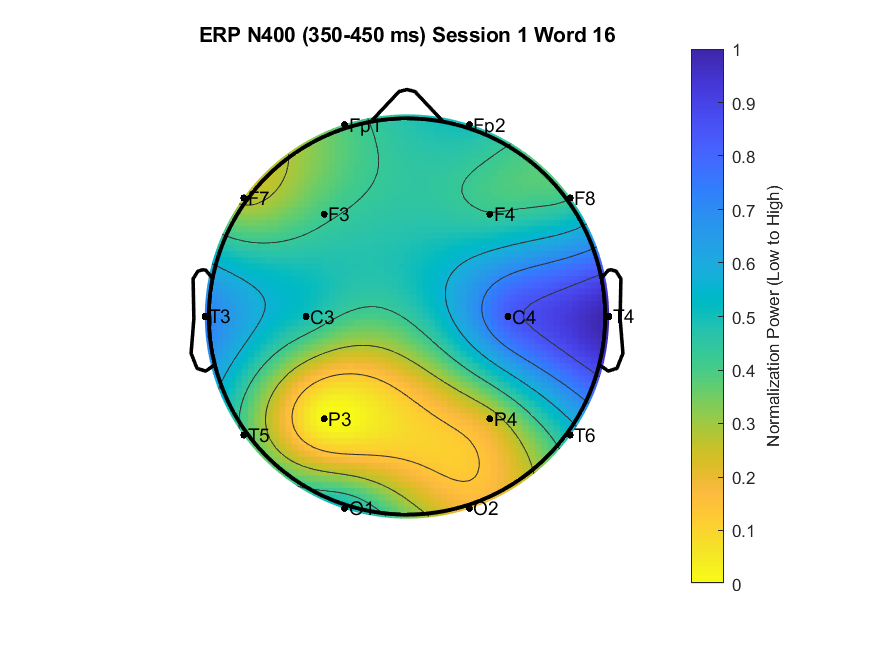 ERP N400 (350-450 ms) Session 1 Word 16
Fp1
Fp2
F7
F3
F4
F8
T3
C3
C4
T4
T5
P3
P4
T6
O1
O2
1
0.9
0.8
0.7
0.6
0.5
0.4
0.3
0.2
0.1
0
Normalization Power (Low to High)